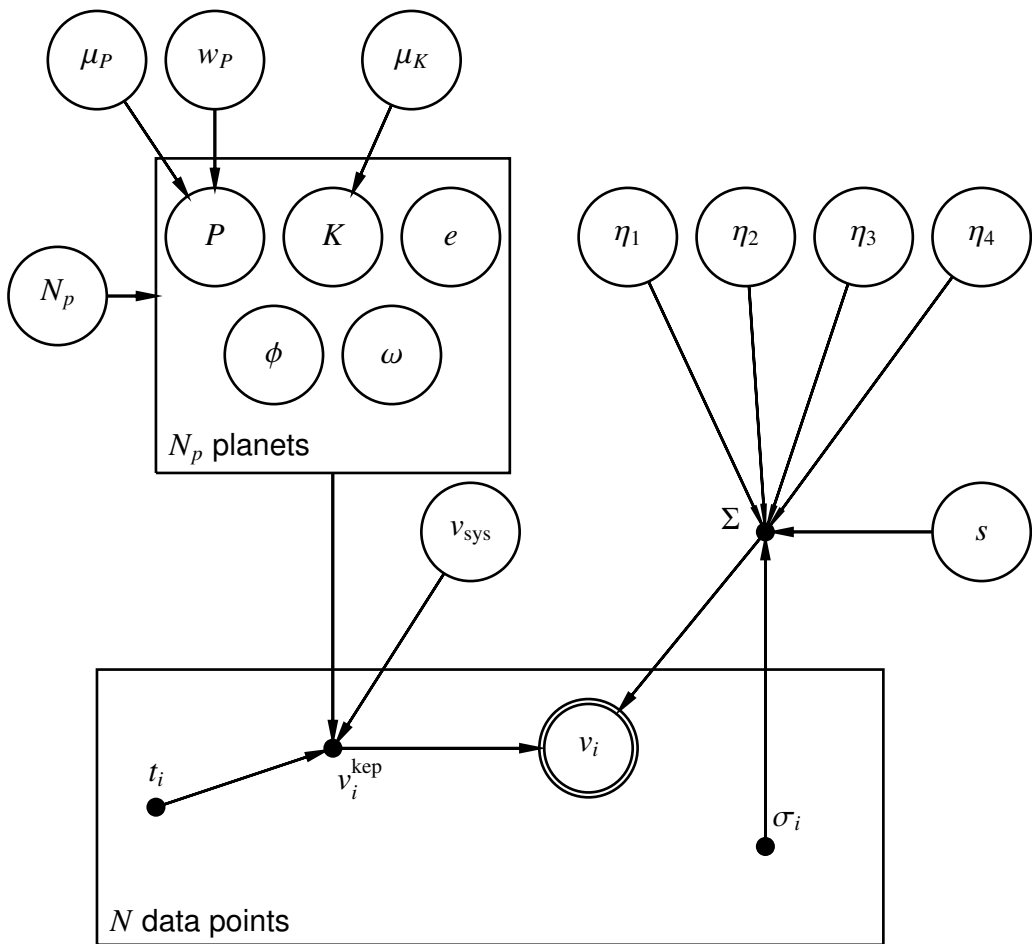 μ_P w_P μ_K
P K e η_1 η_2 η_3 η_4
N_p
φ ω
N_p planets
v_sys Σ s
t_i v_i^kep v_i
σ_i
N data points